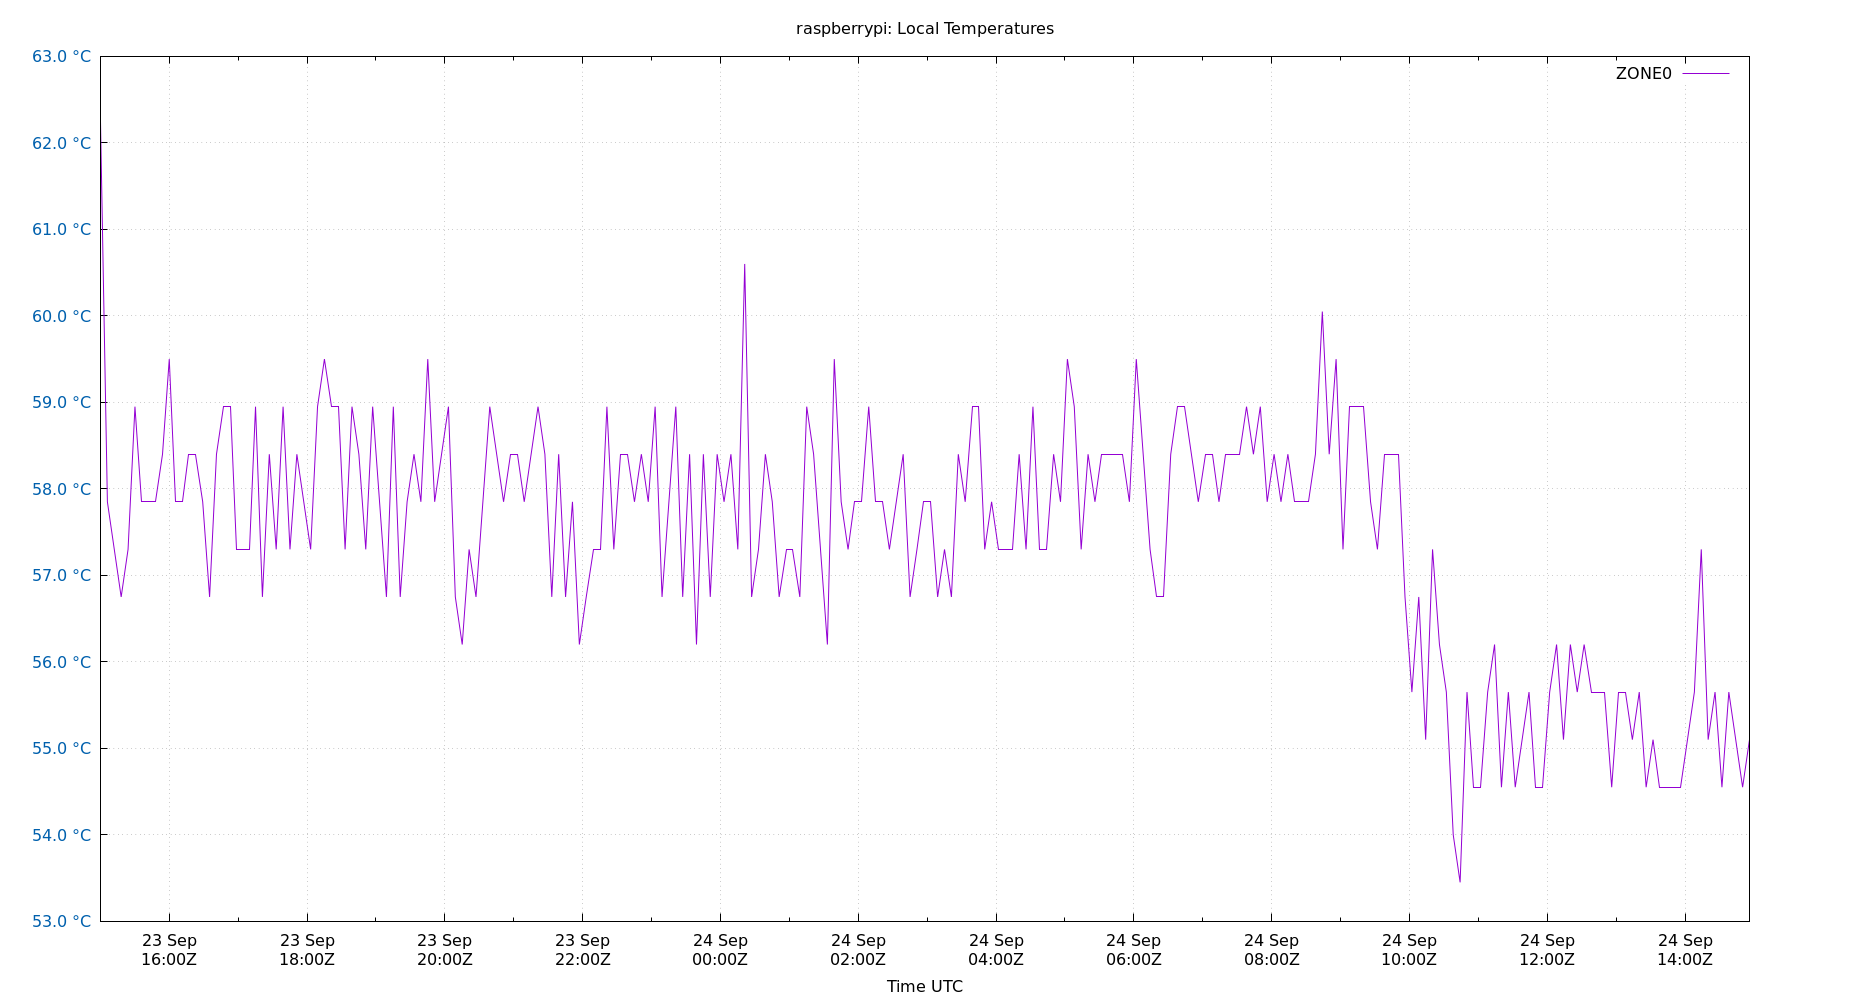 raspberrypi: Local Temperatures
63.0 °C
62.0 °C
61.0 °C
60.0 °C
59.0 °C
58.0 °C
57.0 °C
56.0 °C
55.0 °C
54.0 °C
53.0 °C
ZONE0
23 Sep
16:00Z
23 Sep
18:00Z
23 Sep
20:00Z
23 Sep
22:00Z
24 Sep
00:00Z
24 Sep
02:00Z
24 Sep
04:00Z
24 Sep
06:00Z
24 Sep
08:00Z
24 Sep
10:00Z
24 Sep
12:00Z
24 Sep
14:00Z
Time UTC